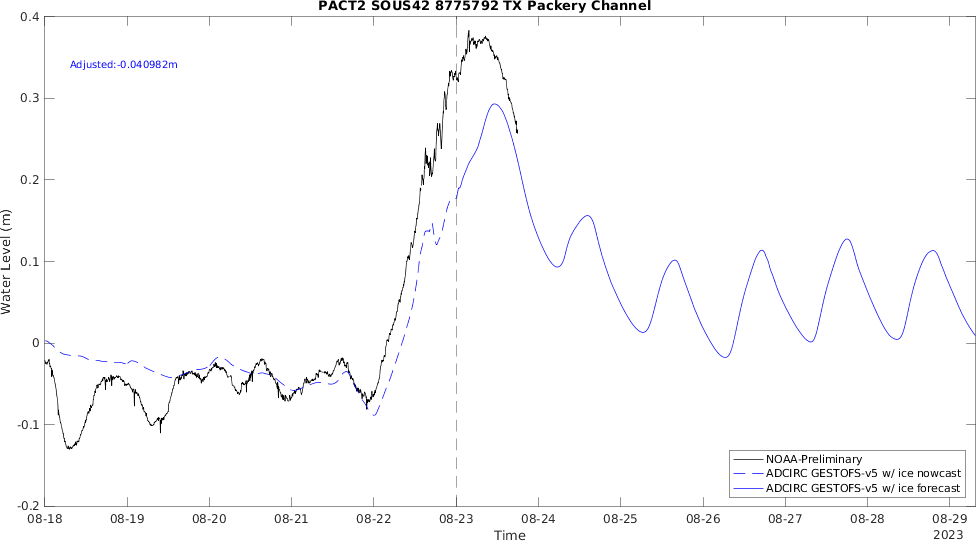 PACT2 SOUS42 8775792 TX Packery Channel
0.4
Adjusted:-0.040982m
0.3
0.2
0.1
0
-0.1
-0.2
Water Level (m)
NOAA-Preliminary
ADCIRC GESTOFS-v5 w/ ice nowcast
ADCIRC GESTOFS-v5 w/ ice forecast
08-18 08-19 08-20 08-21 08-22 08-23 08-24 08-25 08-26 08-27 08-28 08-29
Time
2023